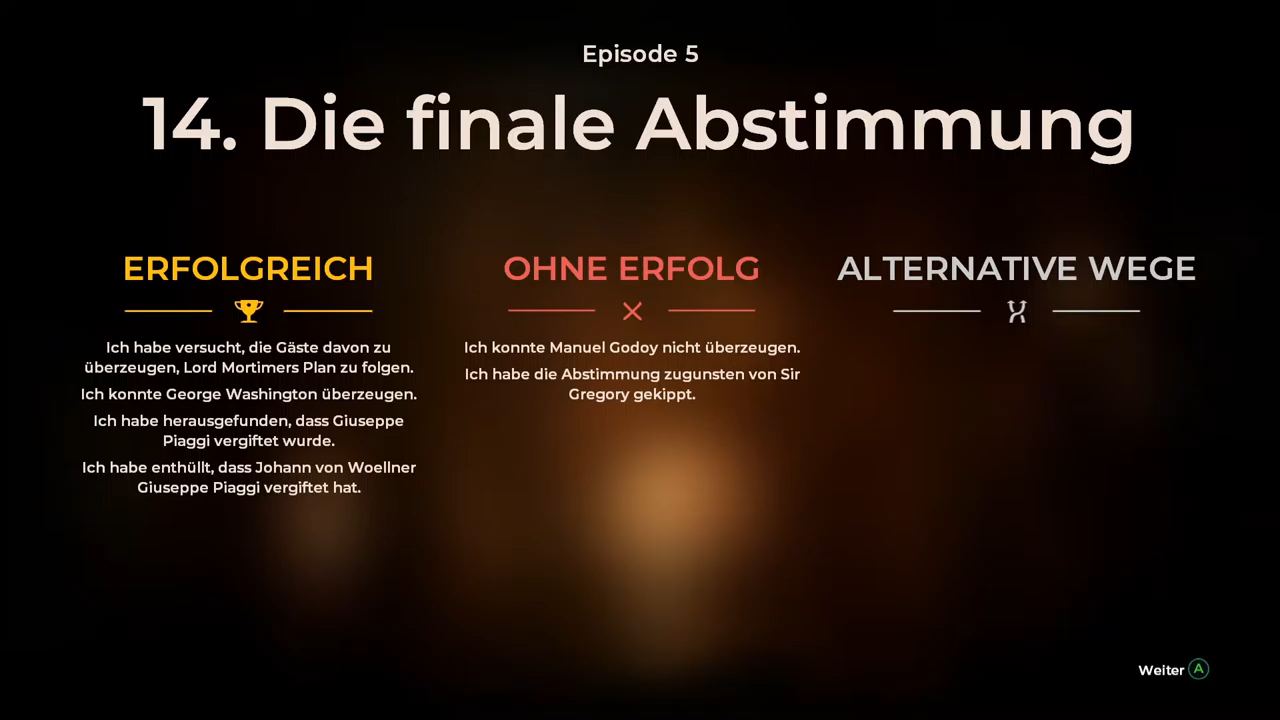 Episode 5
14. Die finale Abstimmung
ERFOLGREICH
Ich habe versucht, die Gäste davon zu
überzeugen, Lord Mortimers Plan zu folgen.
Ich konnte George Washington überzeugen.
Ich habe herausgefunden, dass Giuseppe
Piaggi vergiftet wurde.
Ich habe enthüllt, dass Johann von Woellner
Giuseppe Piaggi vergiftet hat.
OHNE ERFOLG
Ich konnte Manuel Godoy nicht überzeugen.
Ich habe die Abstimmung zugunsten von Sir
Gregory gekippt.
ALTERNATIVE WEGE
Weiter A